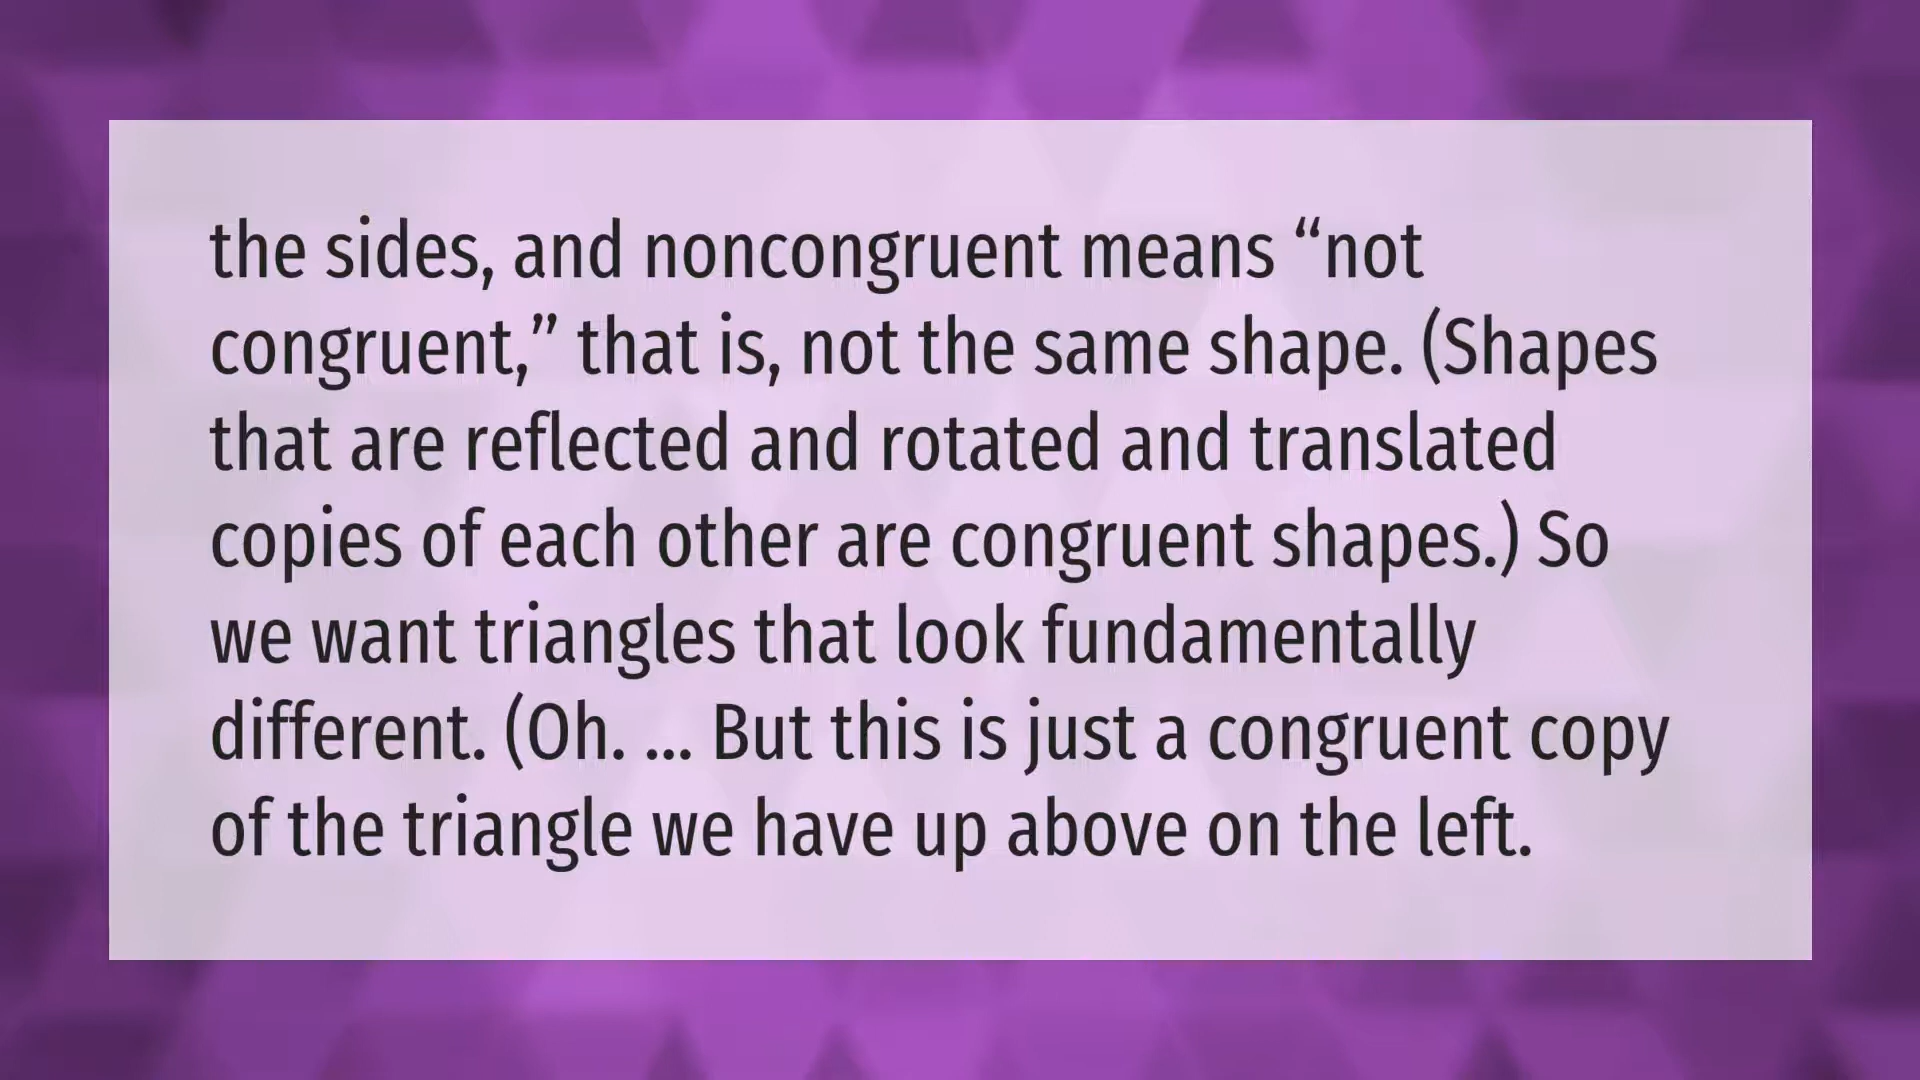 the sides, and noncongruent means “not
congruent,” that is, not the same shape. (Shapes
that are reflected and rotated and translated
copies of each other are congruent shapes.) So
we want triangles that look fundamentally
different. (Oh. ... But this is just a congruent copy
of the triangle we have up above on the left.